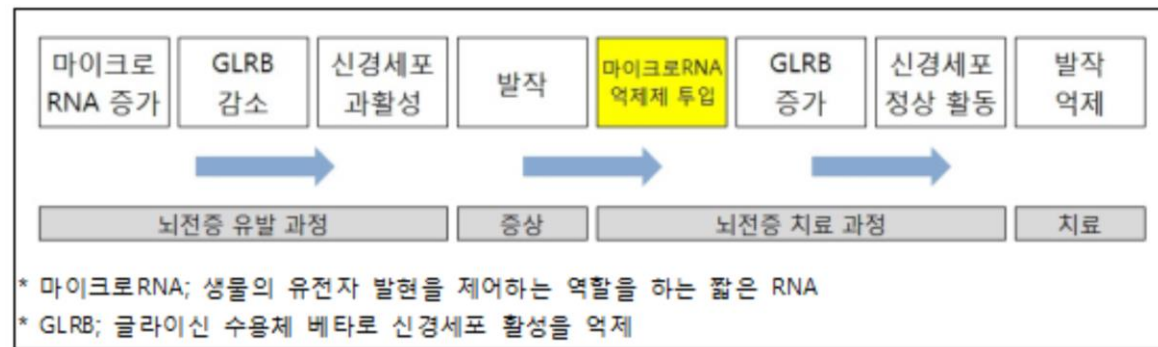 마이크로
RNA 증가
GLRB
감소
신경세포
과활성
발작
마이크로RNA
억제제 투입
GLRB
증가
신경세포
정상 활동
발작
억제
뇌전증 유발 과정
증상
뇌전증 치료 과정
치료
* 마이크로RNA; 생물의 유전자 발현을 제어하는 역할을 하는 짧은 RNA
* GLRB; 글라이신 수용체 베타로 신경세포 활성을 억제